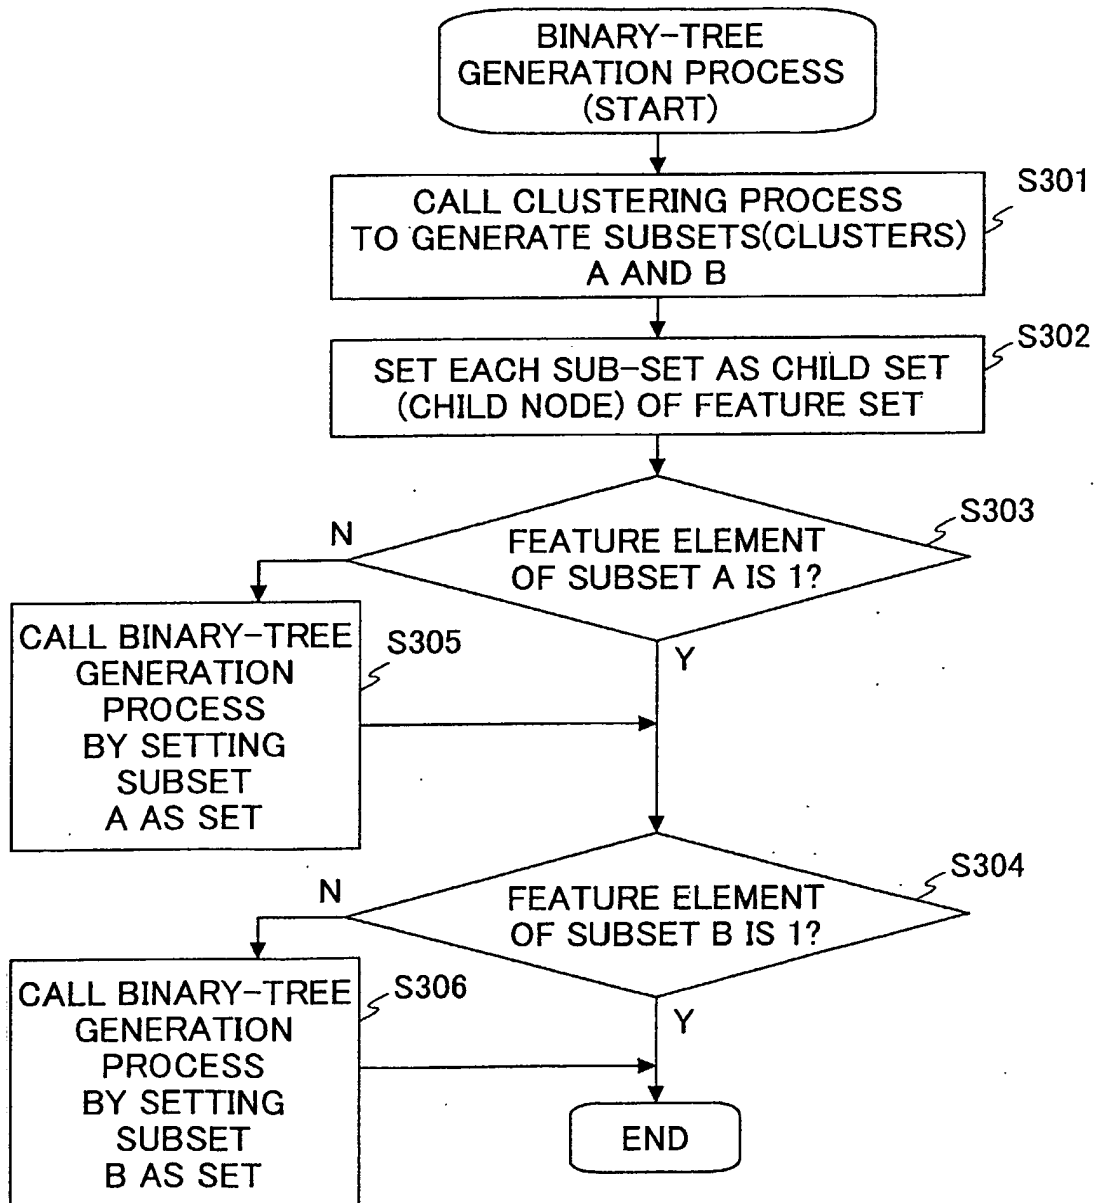 BINARY-TREE
GENERATION PROCESS
(START)
S301
CALL CLUSTERING PROCESS
TO GENERATE SUBSETS(CLUSTERS)
A AND B
S302
SET EACH SUB-SET AS CHILD SET
(CHILD NODE) OF FEATURE SET
S303
N
FEATURE ELEMENT
OF SUBSET A IS 1?
Y
S305
CALL BINARY-TREE
GENERATION
PROCESS
BY SETTING
SUBSET
A AS SET
S304
N
FEATURE ELEMENT
OF SUBSET B IS 1?
Y
S306
CALL BINARY-TREE
GENERATION
PROCESS
BY SETTING
SUBSET
B AS SET
END